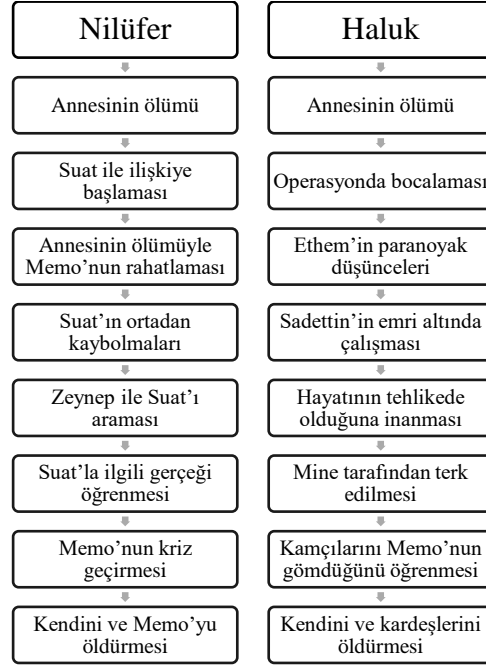 Nilüfer
Annesinin ölümü
Suat ile ilişkiye
başlaması
Annesinin ölümüyle
Memo'nun rahatlaması
Suat'ın ortadan
kaybolmaları
Zeynep ile Suat'ı
araması
Suat'la ilgili gerçeği
öğrenmesi
Memo'nun kriz
geçirmesi
Kendini ve Memo'yu
öldürmesi
Haluk
Annesinin ölümü
Operasyonda bocalaması
Ethem'in paranoyak
düşünceleri
Sadettin'in emri altında
çalışması
Hayatının tehlikede
olduğuna inanması
Mine tarafından terk
edilmesi
Kamçılarını Memo'nun
gömdüğünü öğrenmesi
Kendini ve kardeşlerini
öldürmesi